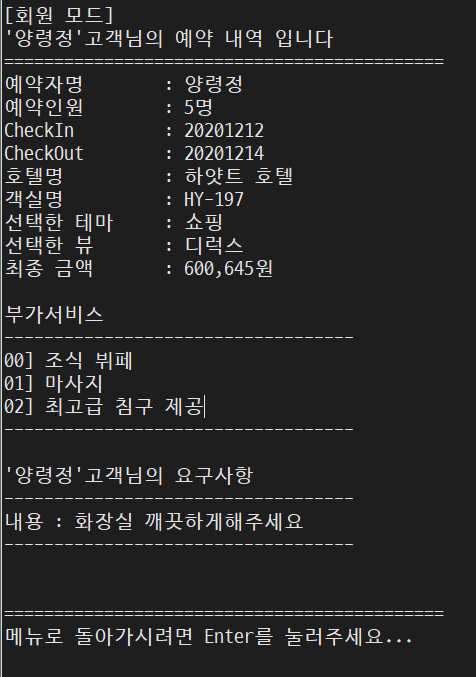 [회원 모드]
'양령정'고객님의 예약 내역 입니다
============================================
예약자명 : 양령정
예약인원 : 5명
CheckIn : 20201212
CheckOut : 20201214
호텔명 : 하얏트 호텔
객실명 : HY-197
선택한 테마 : 쇼핑
선택한 뷰 : 디럭스
최종 금액 : 600,645원
부가서비스
-----------------------------------
00] 조식 뷔페
01] 마사지
02] 최고급 침구 제공
-----------------------------------
'양령정'고객님의 요구사항
-----------------------------------
내용 : 화장실 깨끗하게해주세요
-----------------------------------
============================================
메뉴로 돌아가시려면 Enter를 눌러주세요...